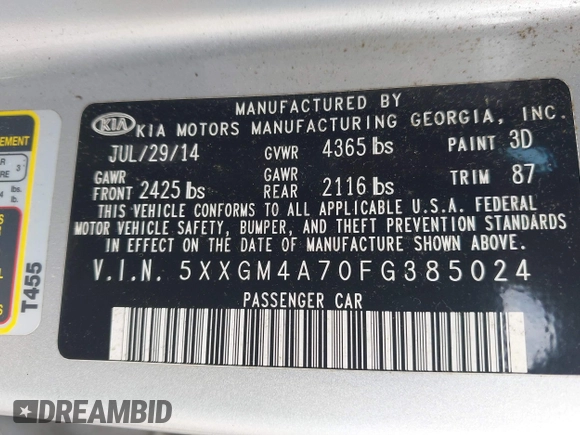 MANUFACTURED BY
KIA KIA MOTORS MANUFACTURING GEORGIA, INC.
JUL/29/14 GVWR 4365 lbs PAINT 3D
GAWR FRONT 2425 lbs GAWR REAR 2116 lbs TRIM 87
THIS VEHICLE CONFORMS TO ALL APPLICABLE U.S.A. FEDERAL
MOTOR VEHICLE SAFETY, BUMPER, AND THEFT PREVENTION STANDARDS
IN EFFECT ON THE DATE OF MANUFACTURE SHOWN ABOVE.
V.I.N. 5XXGM4A70FG385024
PASSENGER CAR
T455
DREAMBID